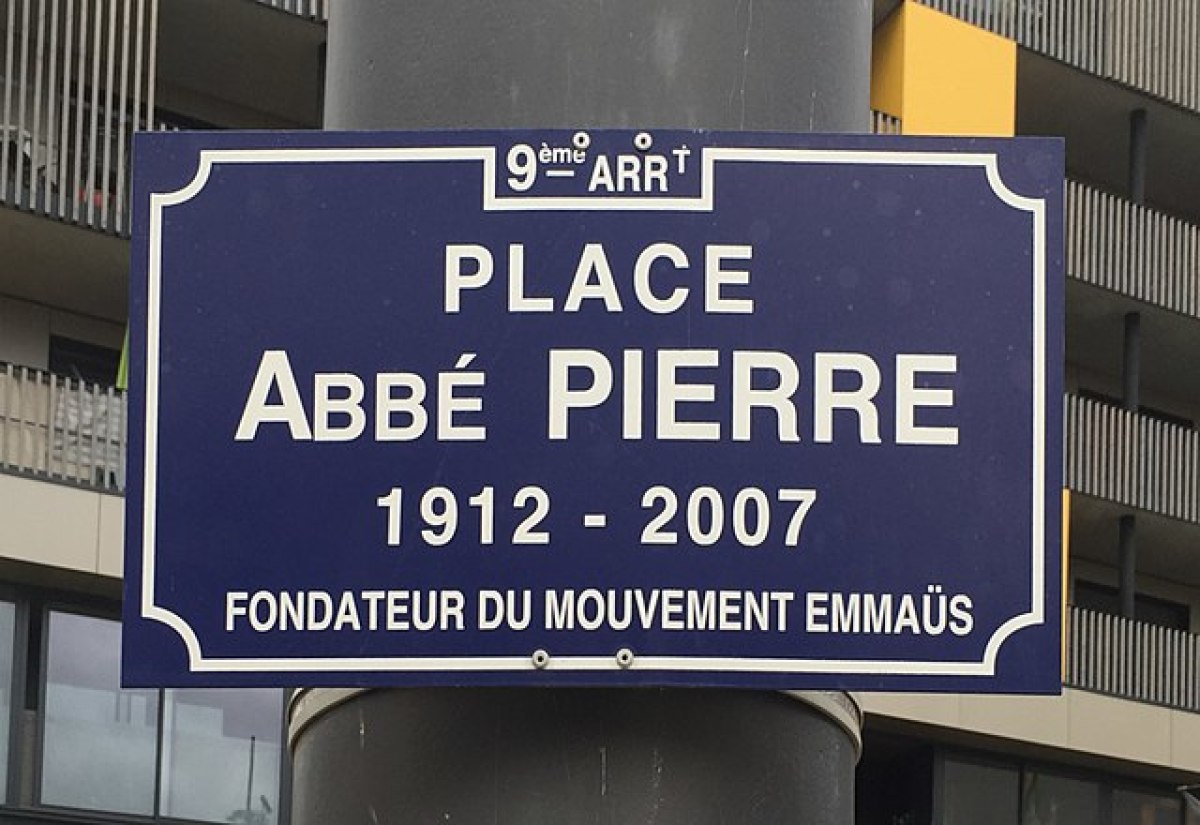 9ème ARRT
PLACE
ABBÉ PIERRE
1912 - 2007
FONDATEUR DU MOUVEMENT EMMAÜS